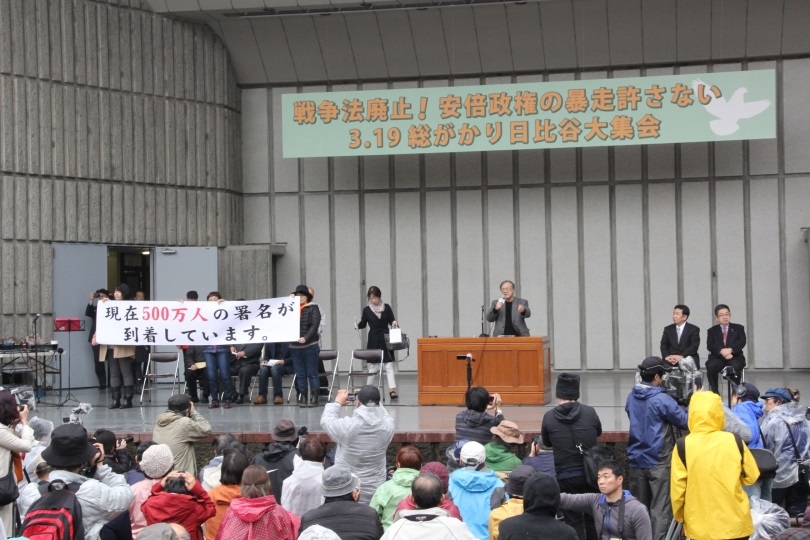 戦争法廃止！安倍政権の暴走許さない
3.19 総がかり日比谷大集会
現在500万人の署名が
到着しています。